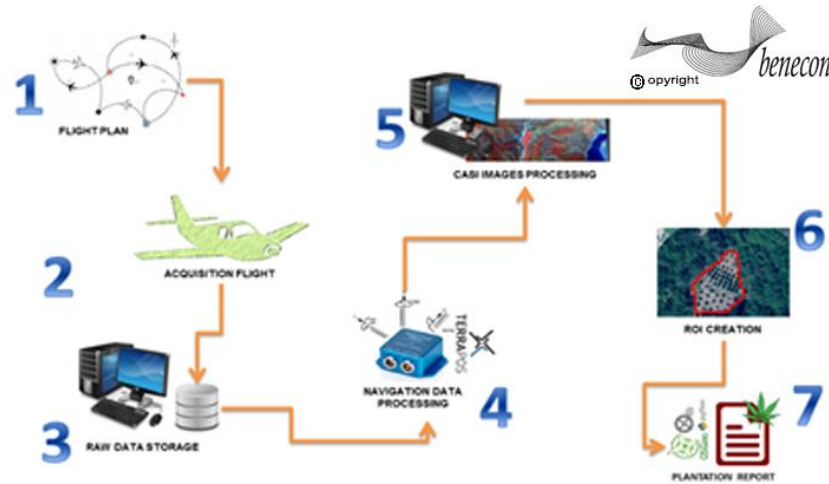 1
FLIGHT PLAN
2
ACQUISITION FLIGHT
3
RAW DATA STORAGE
4
NAVIGATION DATA
PROCESSING
TERRAPOS
5
CASI IMAGES PROCESSING
6
ROI CREATION
7
PLANTATION REPORT
python
© opyright
benecon